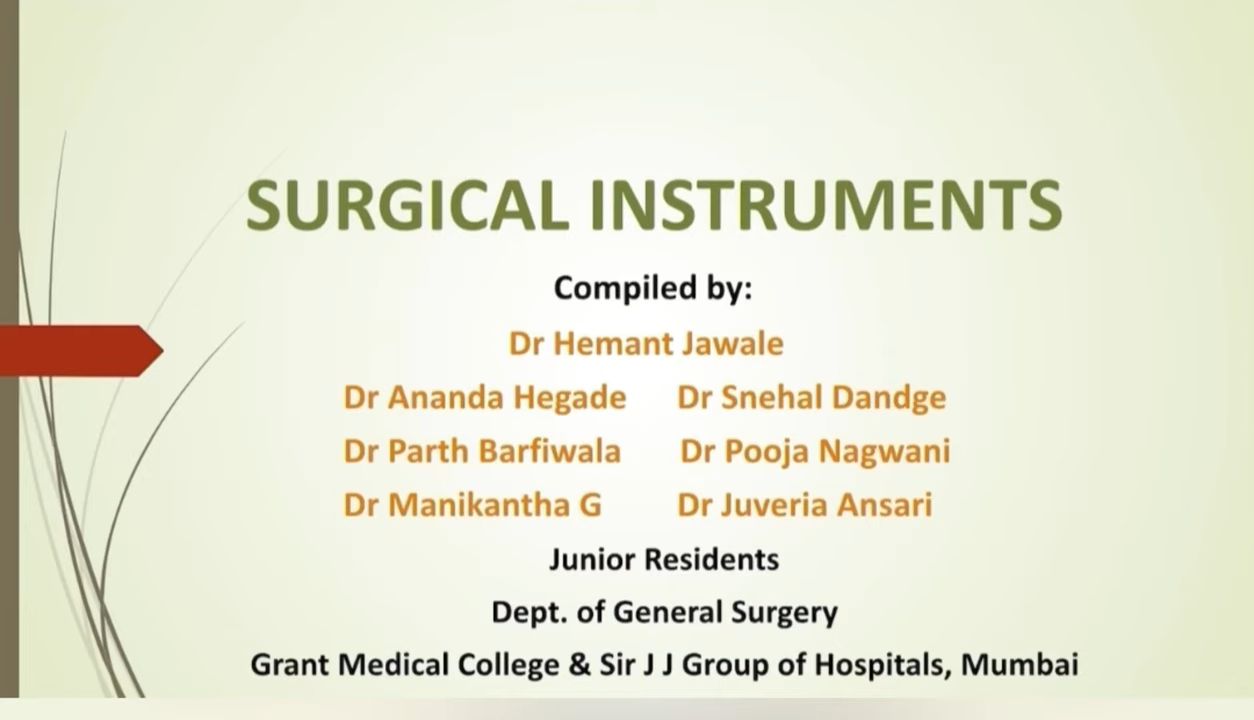 SURGICAL INSTRUMENTS
Compiled by:
Dr Hemant Jawale
Dr Ananda Hegade Dr Snehal Dandge
Dr Parth Barfiwala Dr Pooja Nagwani
Dr Manikantha G Dr Juveria Ansari
Junior Residents
Dept. of General Surgery
Grant Medical College & Sir J J Group of Hospitals, Mumbai